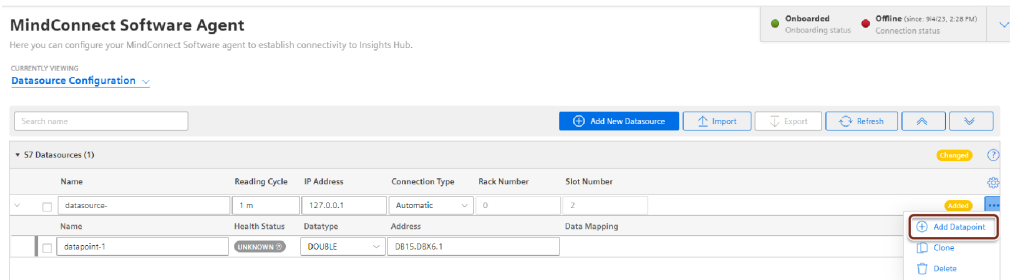 MindConnect Software Agent
Here you can configure your MindConnect Software agent to establish connectivity to Insights Hub.
Onboarded
Onboarding status
Offline (since: 9/4/23, 2:28 PM)
Connection status
CURRENTLY VIEWING
Datasource Configuration
Search name
Add New Datasource
Import
Export
Refresh
S7 Datasources (1)
Changed
Name Reading Cycle IP Address Connection Type Rack Number Slot Number
datasource- 1 m 127.0.0.1 Automatic 0 2 Added
Name Health Status Datatype Address Data Mapping
datapoint-1 UNKNOWN DOUBLE DB15.DBX6.1
Add Datapoint
Clone
Delete